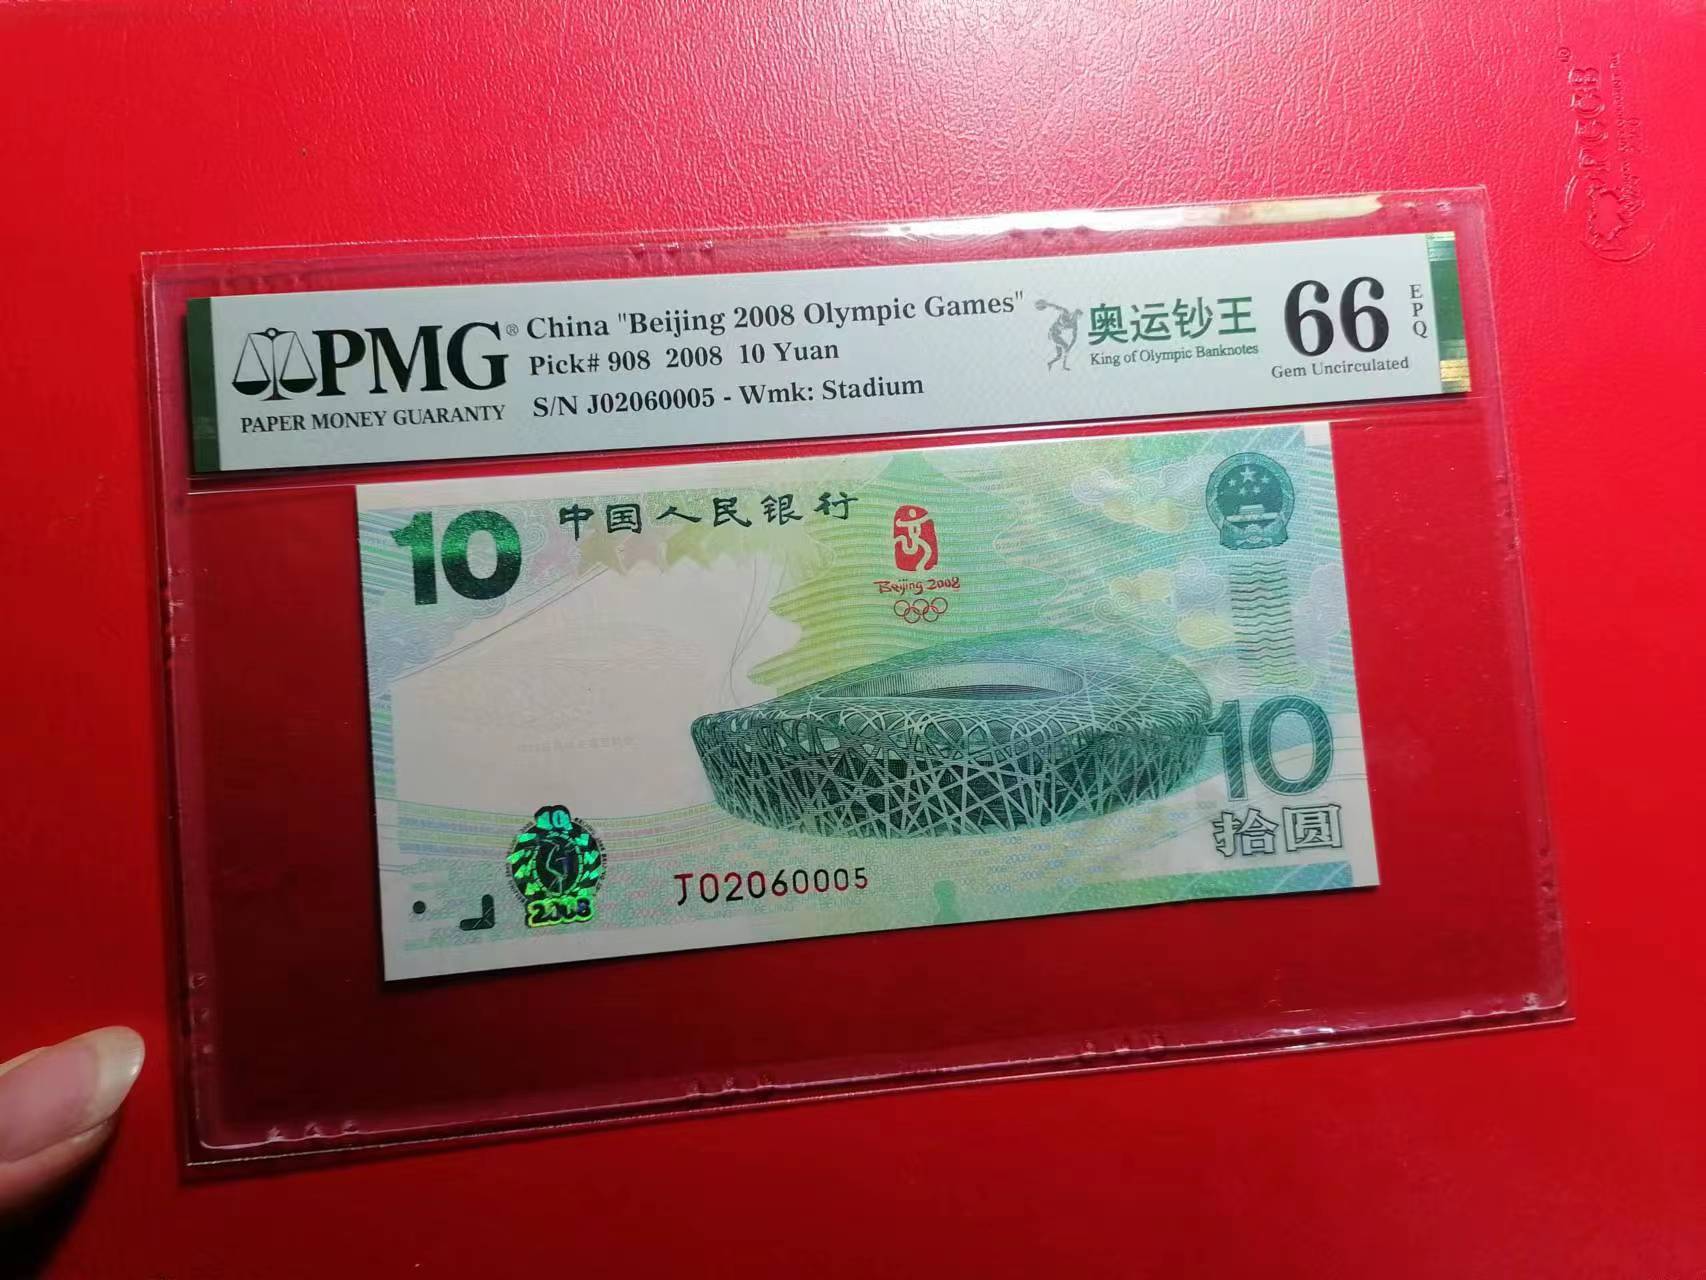 PMG®
PAPER MONEY GUARANTY
China "Beijing 2008 Olympic Games"
Pick# 908 2008 10 Yuan
S/N J02060005 - Wmk: Stadium
奥运钞王
King of Olympic Banknotes
66
EPQ
Gem Uncirculated
10
中国人民银行
Beijing 2008
10
拾圆
10
2008
J02060005